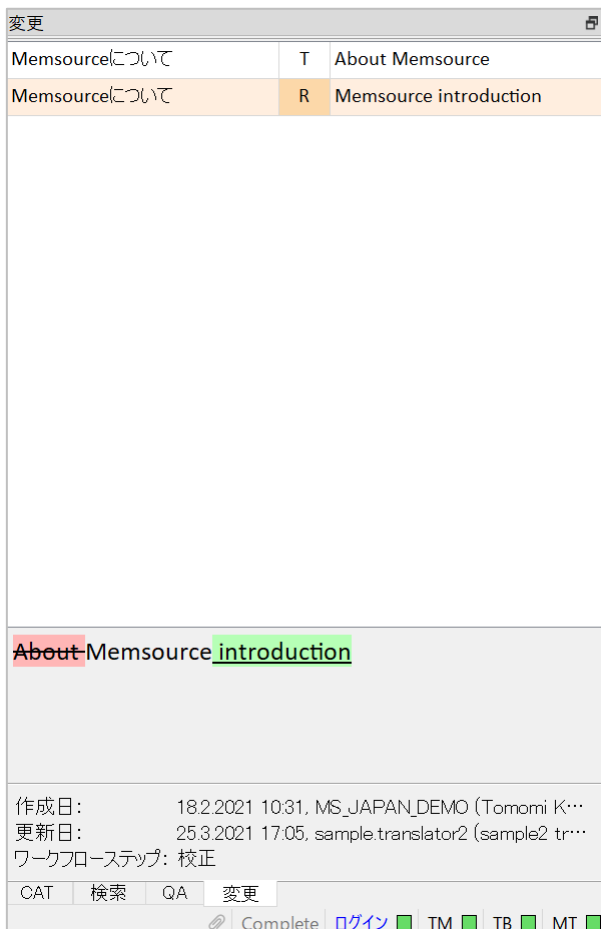 変更
Memsourceについて T About Memsource
Memsourceについて R Memsource introduction
About Memsource introduction
作成日: 18.2.2021 10:31, MS_JAPAN_DEMO (Tomomi K…
更新日: 25.3.2021 17:05, sample.translator2 (sample2 tr…
ワークフローステップ: 校正
CAT 検索 QA 変更
Complete ログイン TM TB MT